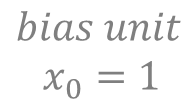 bias unit
x₀ = 1